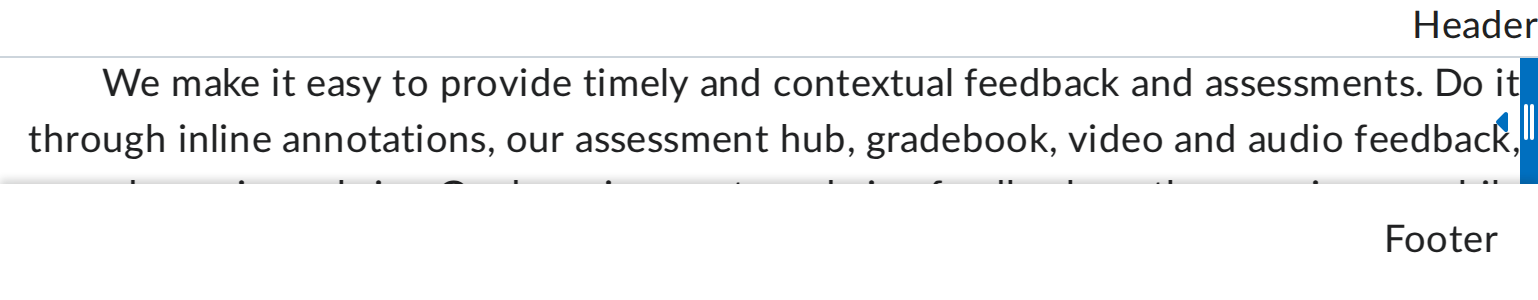 Header
We make it easy to provide timely and contextual feedback and assessments. Do it
through inline annotations, our assessment hub, gradebook, video and audio feedback,
Footer